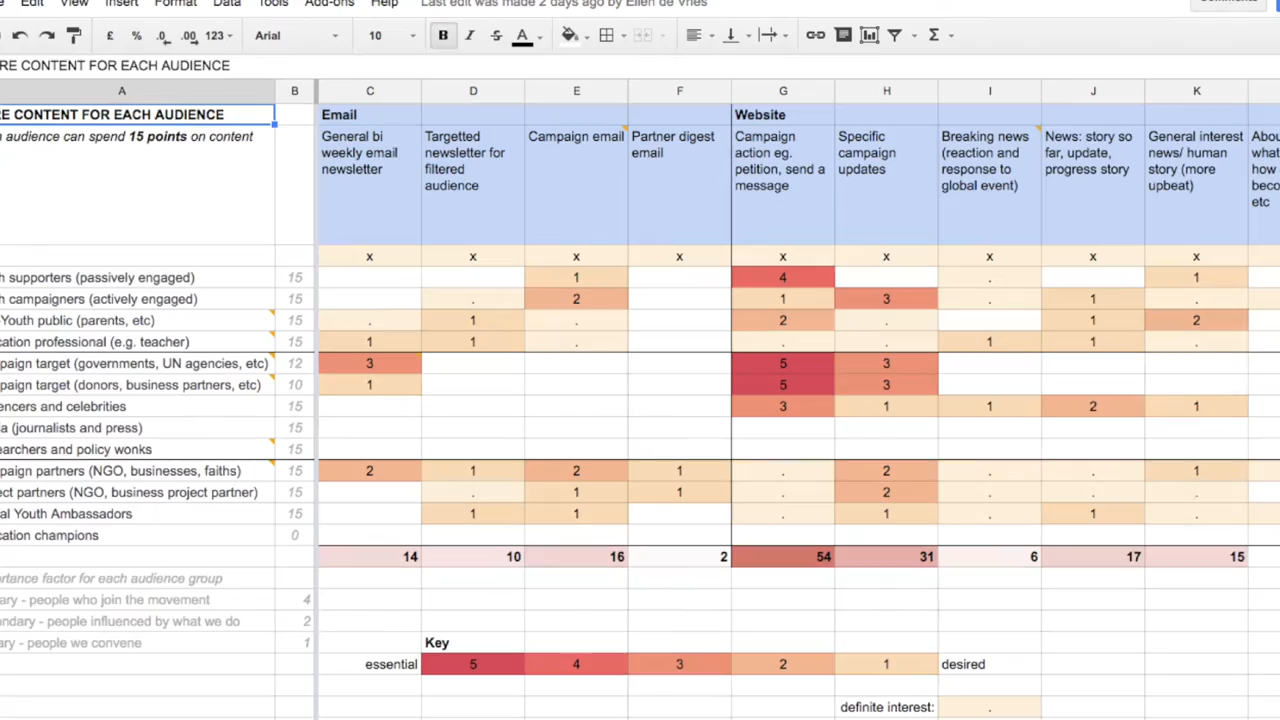 Edit View Insert Format Data Tools Add-ons Help Last edit was made 2 days ago by Ellen de Vries
£ % .0 .00 123 Arial 10 B I S A Σ
RE CONTENT FOR EACH AUDIENCE
A B C D E F G H I J K
RE CONTENT FOR EACH AUDIENCE Email Website
audience can spend 15 points on content
General bi weekly email newsletter
Targetted newsletter for filtered audience
Campaign email
Partner digest email
Campaign action eg. petition, send a message
Specific campaign updates
Breaking news (reaction and response to global event)
News: story so far, update, progress story
General interest news/ human story (more upbeat)
etc
x x x x x x x x x
supporters (passively engaged) 15 1 4 . 1
campaigners (actively engaged) 15 . 2 1 3 . 1 .
-Youth public (parents, etc) 15 . 1 . 2 . 1 2
cation professional (e.g. teacher) 15 1 1 . . . 1 1 .
paign target (governments, UN agencies, etc) 12 3 5 3
paign target (donors, business partners, etc) 10 1 5 3
encers and celebrities 15 3 1 1 2 1
ia (journalists and press) 15
earchers and policy wonks 15
paign partners (NGO, businesses, faiths) 15 2 1 2 1 . 2 . . 1
ect partners (NGO, business project partner) 15 . 1 1 . 2 . . .
al Youth Ambassadors 15 1 1 . 1 . 1 .
cation champions 0
14 10 16 2 54 31 6 17 15
rtance factor for each audience group
ary - people who join the movement 4
ondary - people influenced by what we do 2
ary - people we convene 1
Key
essential 5 4 3 2 1 desired
definite interest: .